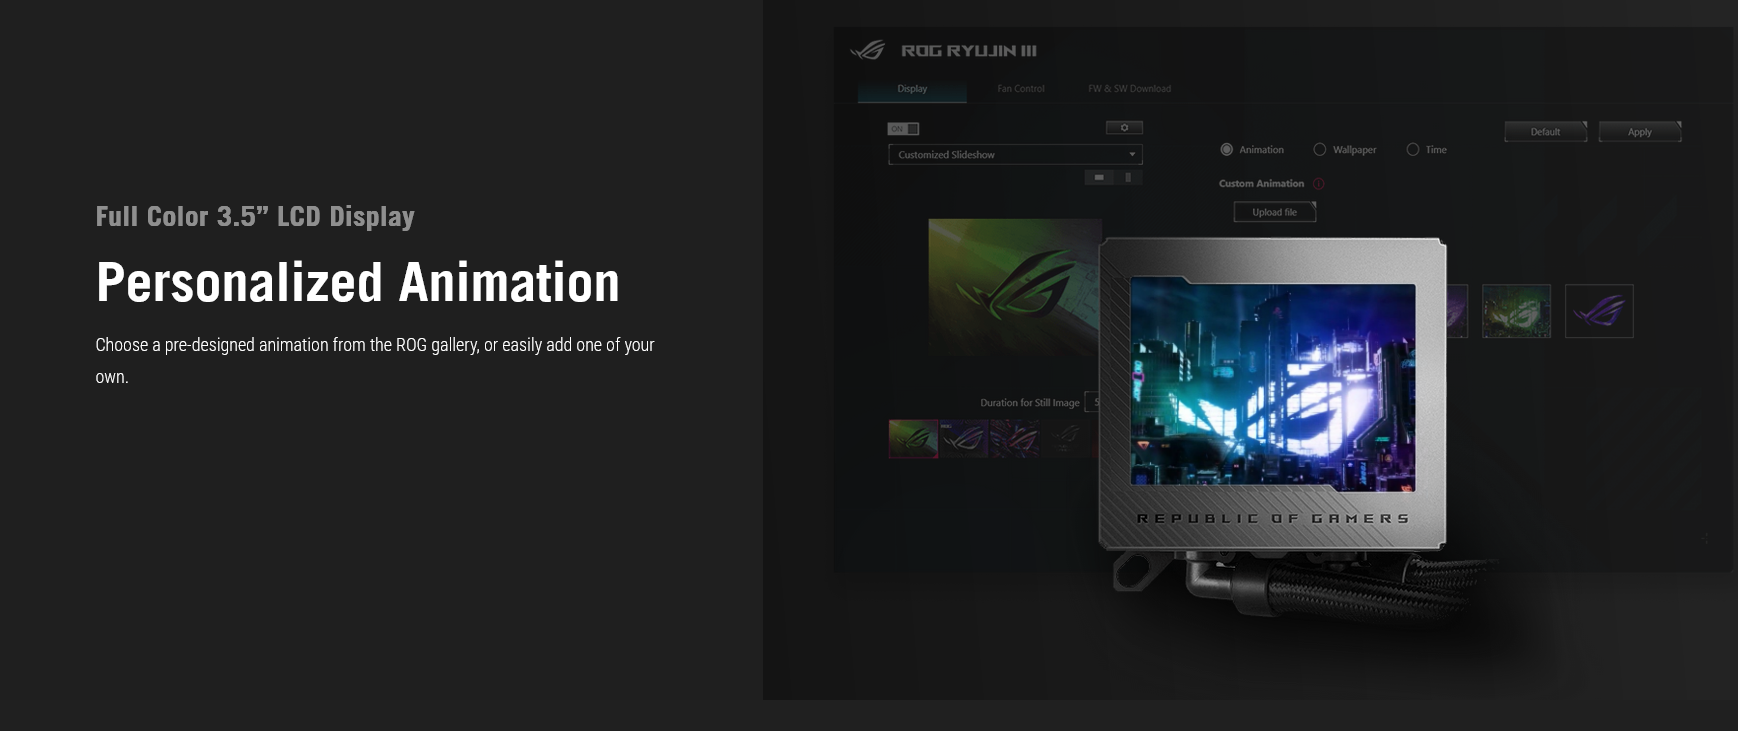 Full Color 3.5” LCD Display
Personalized Animation
Choose a pre-designed animation from the ROG gallery, or easily add one of your
own.
ROG RYUJIN III
Display Fan Control FW & SW Download
ON
Customized Slideshow
Default Apply
Animation Wallpaper Time
Custom Animation
Upload file
Duration for Still Image 5
REPUBLIC OF GAMERS